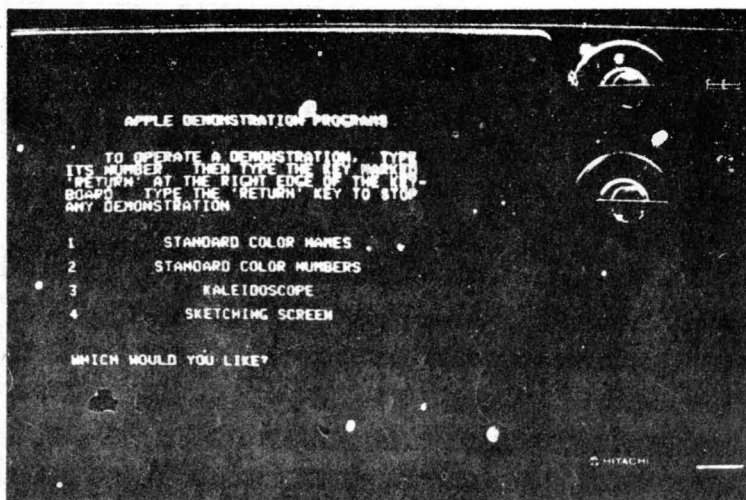 APPLE DEMONSTRATION PROGRAMS
TO OPERATE A DEMONSTRATION, TYPE
ITS NUMBER THEN TYPE THE KEY MARKED
'RETURN' AT THE RIGHT EDGE OF THE KEY-
BOARD TYPE THE 'RETURN' KEY TO STOP
ANY DEMONSTRATION
1 STANDARD COLOR NAMES
2 STANDARD COLOR NUMBERS
3 KALEIDOSCOPE
4 SKETCHING SCREEN
WHICH WOULD YOU LIKE?
HITACHI